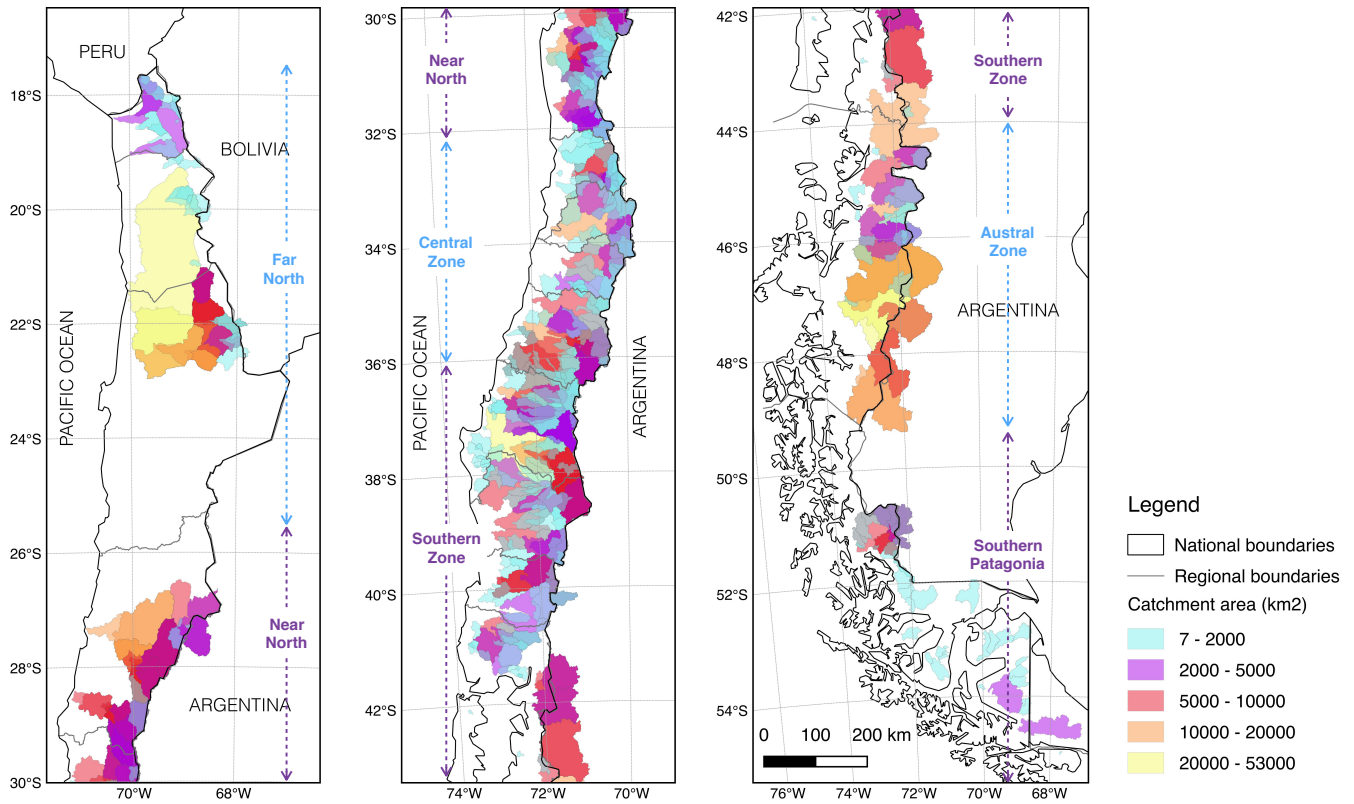 PERU
18°S
BOLIVIA
20°S
Far
North
22°S
PACIFIC OCEAN
24°S
26°S
Near
North
28°S
ARGENTINA
30°S
70°W
68°W
30°S
Near
North
32°S
Central
Zone
34°S
PACIFIC OCEAN
36°S
ARGENTINA
38°S
Southern
Zone
40°S
42°S
74°W
72°W
70°W
42°S
Southern
Zone
44°S
Austral
Zone
46°S
ARGENTINA
48°S
50°S
Southern
Patagonia
52°S
54°S
0 100 200 km
76°W
74°W
72°W
70°W
68°W
Legend
National boundaries
Regional boundaries
Catchment area (km2)
7 - 2000
2000 - 5000
5000 - 10000
10000 - 20000
20000 - 53000